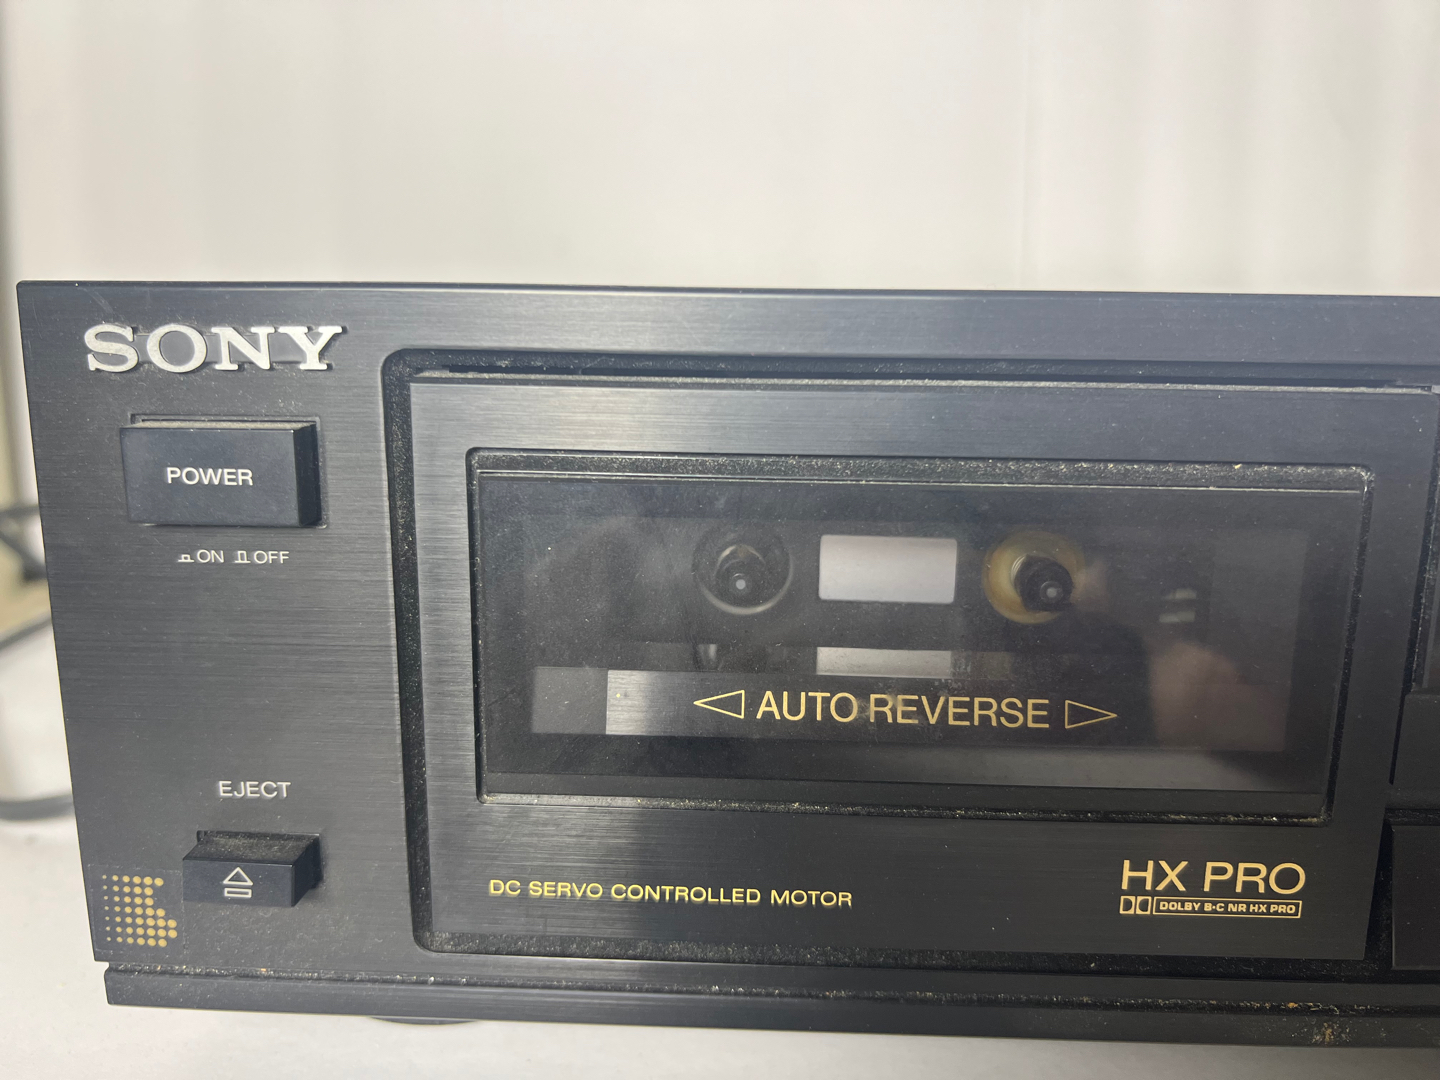 SONY
POWER
ON OFF
EJECT
AUTO REVERSE
DC SERVO CONTROLLED MOTOR
HX PRO
DOLBY B·C NR HX PRO